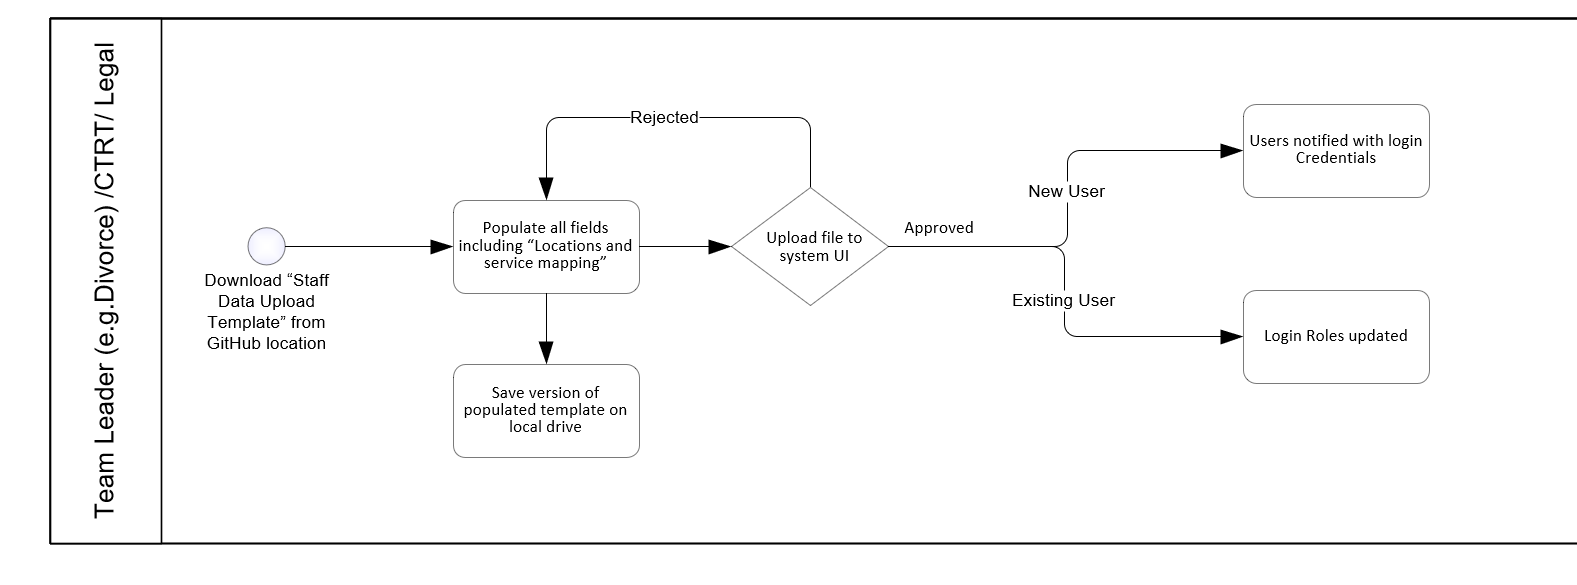 Team Leader (e.g.Divorce) /CTRT/ Legal
Download “Staff
Data Upload
Template” from
GitHub location
Populate all fields
including “Locations and
service mapping”
Save version of
populated template on
local drive
Rejected
Upload file to
system UI
Approved
New User
Users notified with login
Credentials
Existing User
Login Roles updated